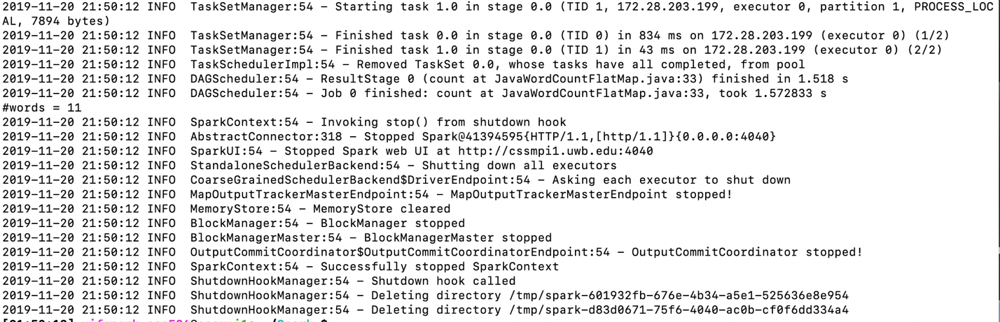 2019-11-20 21:50:12 INFO  TaskSetManager:54 - Starting task 1.0 in stage 0.0 (TID 1, 172.28.203.199, executor 0, partition 1, PROCESS_LOC
AL, 7894 bytes)
2019-11-20 21:50:12 INFO  TaskSetManager:54 - Finished task 0.0 in stage 0.0 (TID 0) in 834 ms on 172.28.203.199 (executor 0) (1/2)
2019-11-20 21:50:12 INFO  TaskSetManager:54 - Finished task 1.0 in stage 0.0 (TID 1) in 43 ms on 172.28.203.199 (executor 0) (2/2)
2019-11-20 21:50:12 INFO  TaskSchedulerImpl:54 - Removed TaskSet 0.0, whose tasks have all completed, from pool
2019-11-20 21:50:12 INFO  DAGScheduler:54 - ResultStage 0 (count at JavaWordCountFlatMap.java:33) finished in 1.518 s
2019-11-20 21:50:12 INFO  DAGScheduler:54 - Job 0 finished: count at JavaWordCountFlatMap.java:33, took 1.572833 s
#words = 11
2019-11-20 21:50:12 INFO  SparkContext:54 - Invoking stop() from shutdown hook
2019-11-20 21:50:12 INFO  AbstractConnector:318 - Stopped Spark@41394595{HTTP/1.1,[http/1.1]}{0.0.0.0:4040}
2019-11-20 21:50:12 INFO  SparkUI:54 - Stopped Spark web UI at http://cssmpi1.uwb.edu:4040
2019-11-20 21:50:12 INFO  StandaloneSchedulerBackend:54 - Shutting down all executors
2019-11-20 21:50:12 INFO  CoarseGrainedSchedulerBackend$DriverEndpoint:54 - Asking each executor to shut down
2019-11-20 21:50:12 INFO  MapOutputTrackerMasterEndpoint:54 - MapOutputTrackerMasterEndpoint stopped!
2019-11-20 21:50:12 INFO  MemoryStore:54 - MemoryStore cleared
2019-11-20 21:50:12 INFO  BlockManager:54 - BlockManager stopped
2019-11-20 21:50:12 INFO  BlockManagerMaster:54 - BlockManagerMaster stopped
2019-11-20 21:50:12 INFO  OutputCommitCoordinator$OutputCommitCoordinatorEndpoint:54 - OutputCommitCoordinator stopped!
2019-11-20 21:50:12 INFO  SparkContext:54 - Successfully stopped SparkContext
2019-11-20 21:50:12 INFO  ShutdownHookManager:54 - Shutdown hook called
2019-11-20 21:50:12 INFO  ShutdownHookManager:54 - Deleting directory /tmp/spark-601932fb-676e-4b34-a5e1-525636e8e954
2019-11-20 21:50:12 INFO  ShutdownHookManager:54 - Deleting directory /tmp/spark-d83d0671-75f6-4040-ac0b-cf0f6dd334a4